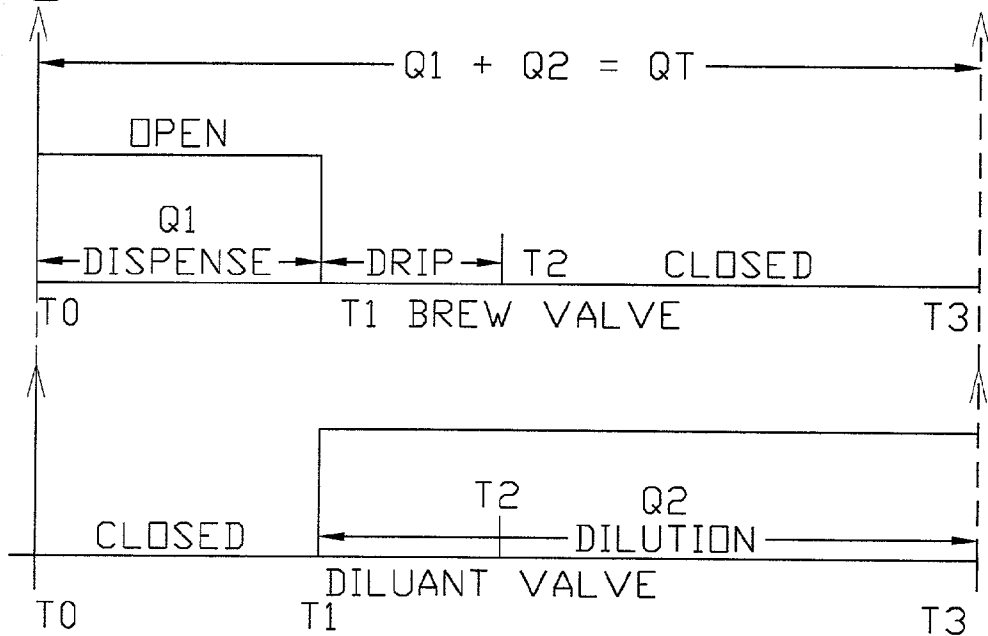 Q1 + Q2 = QT
OPEN
Q1
DISPENSE DRIP T2 CLOSED
T0 T1 BREW VALVE T3
T2 Q2
CLOSED DILUTION
DILUANT VALVE
T0 T1 T3